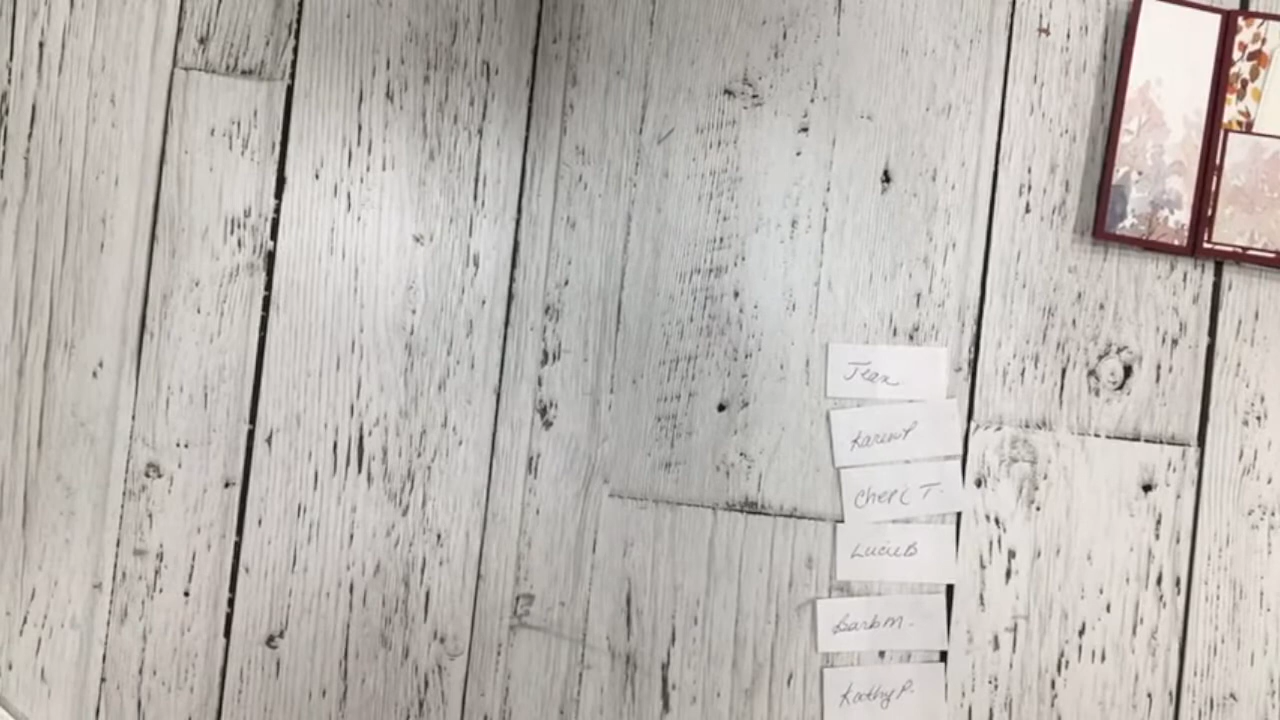 Jean
Karen P
Cheri T.
Lucie B
Barb M.
Kathy P.